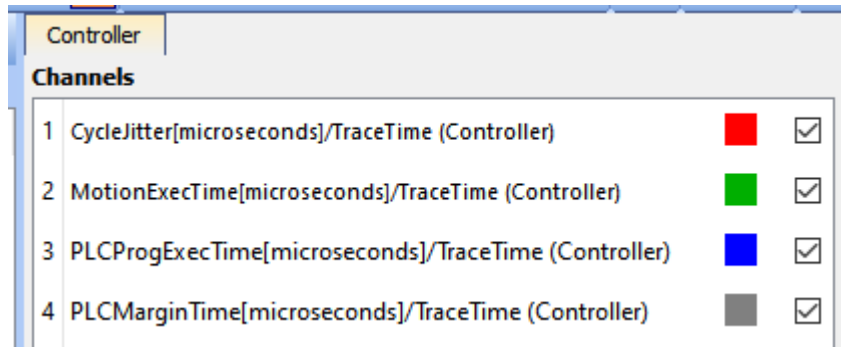 Controller
Channels
1 CycleJitter[microseconds]/TraceTime (Controller)
2 MotionExecTime[microseconds]/TraceTime (Controller)
3 PLCProgExecTime[microseconds]/TraceTime (Controller)
4 PLCMarginTime[microseconds]/TraceTime (Controller)